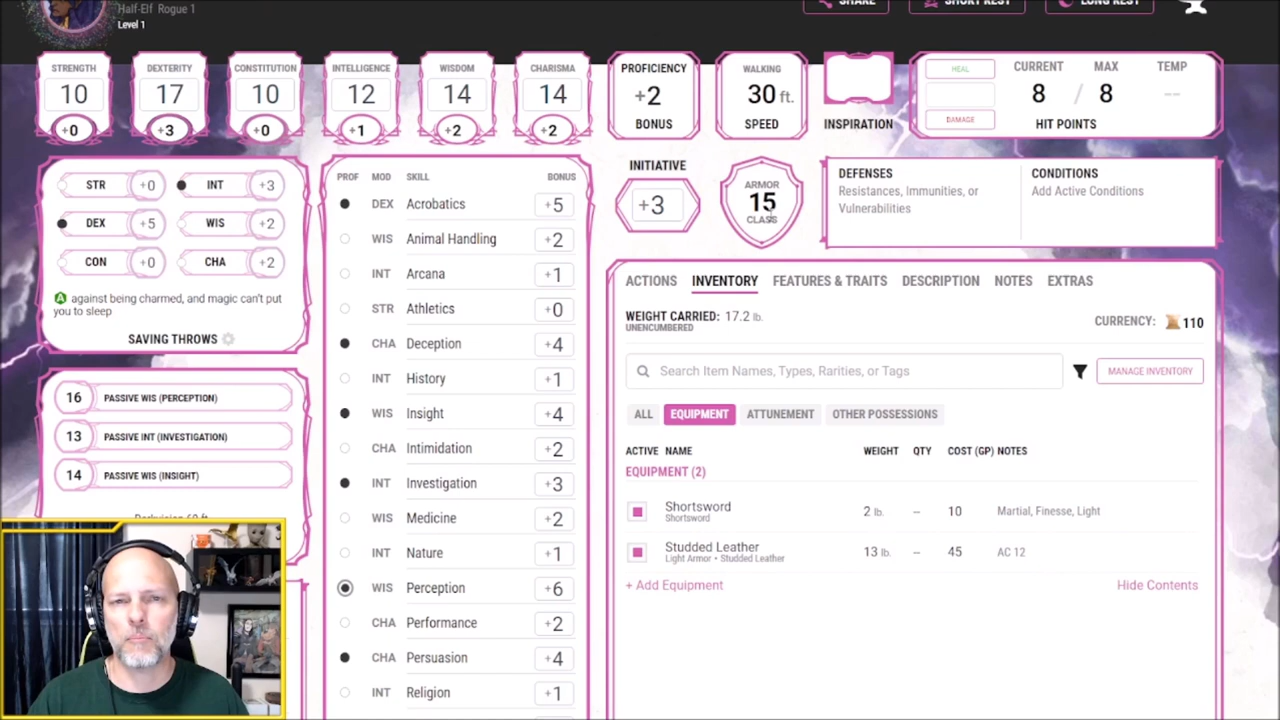 Half-Elf Rogue 1
Level 1
SHARE
SHORT REST
LONG REST
STRENGTH
10
+0
DEXTERITY
17
+3
CONSTITUTION
10
+0
INTELLIGENCE
12
+1
WISDOM
14
+2
CHARISMA
14
+2
PROFICIENCY
+2
BONUS
WALKING
30 ft.
SPEED
INSPIRATION
HEAL
DAMAGE
CURRENT MAX TEMP
8 / 8 --
HIT POINTS
STR +0
INT +3
DEX +5
WIS +2
CON +0
CHA +2
A against being charmed, and magic can't put
you to sleep
SAVING THROWS
16 PASSIVE WIS (PERCEPTION)
13 PASSIVE INT (INVESTIGATION)
14 PASSIVE WIS (INSIGHT)
PROF MOD SKILL BONUS
DEX Acrobatics +5
WIS Animal Handling +2
INT Arcana +1
STR Athletics +0
CHA Deception +4
INT History +1
WIS Insight +4
CHA Intimidation +2
INT Investigation +3
WIS Medicine +2
INT Nature +1
WIS Perception +6
CHA Performance +2
CHA Persuasion +4
INT Religion +1
INITIATIVE
+3
ARMOR
15
CLASS
DEFENSES
Resistances, Immunities, or
Vulnerabilities
CONDITIONS
Add Active Conditions
ACTIONS INVENTORY FEATURES & TRAITS DESCRIPTION NOTES EXTRAS
WEIGHT CARRIED: 17.2 lb.
UNENCUMBERED
CURRENCY: 110
Search Item Names, Types, Rarities, or Tags
MANAGE INVENTORY
ALL EQUIPMENT ATTUNEMENT OTHER POSSESSIONS
ACTIVE NAME WEIGHT QTY COST (GP) NOTES
EQUIPMENT (2)
Shortsword 2 lb. -- 10 Martial, Finesse, Light
Shortsword
Studded Leather 13 lb. -- 45 AC 12
Light Armor • Studded Leather
+ Add Equipment
Hide Contents